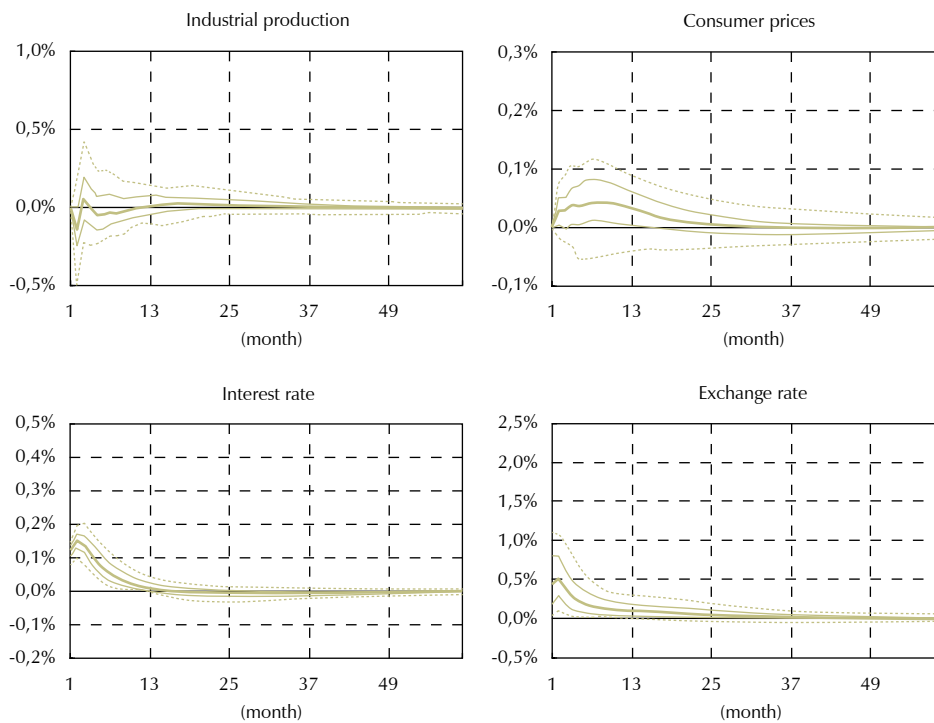 Industrial production
1,0%
0,5%
0,0%
-0,5%
1 13 25 37 49
(month)
Consumer prices
0,3%
0,2%
0,1%
0,0%
-0,1%
1 13 25 37 49
(month)
Interest rate
0,5%
0,4%
0,3%
0,2%
0,1%
0,0%
-0,1%
-0,2%
1 13 25 37 49
(month)
Exchange rate
2,5%
2,0%
1,5%
1,0%
0,5%
0,0%
-0,5%
1 13 25 37 49
(month)